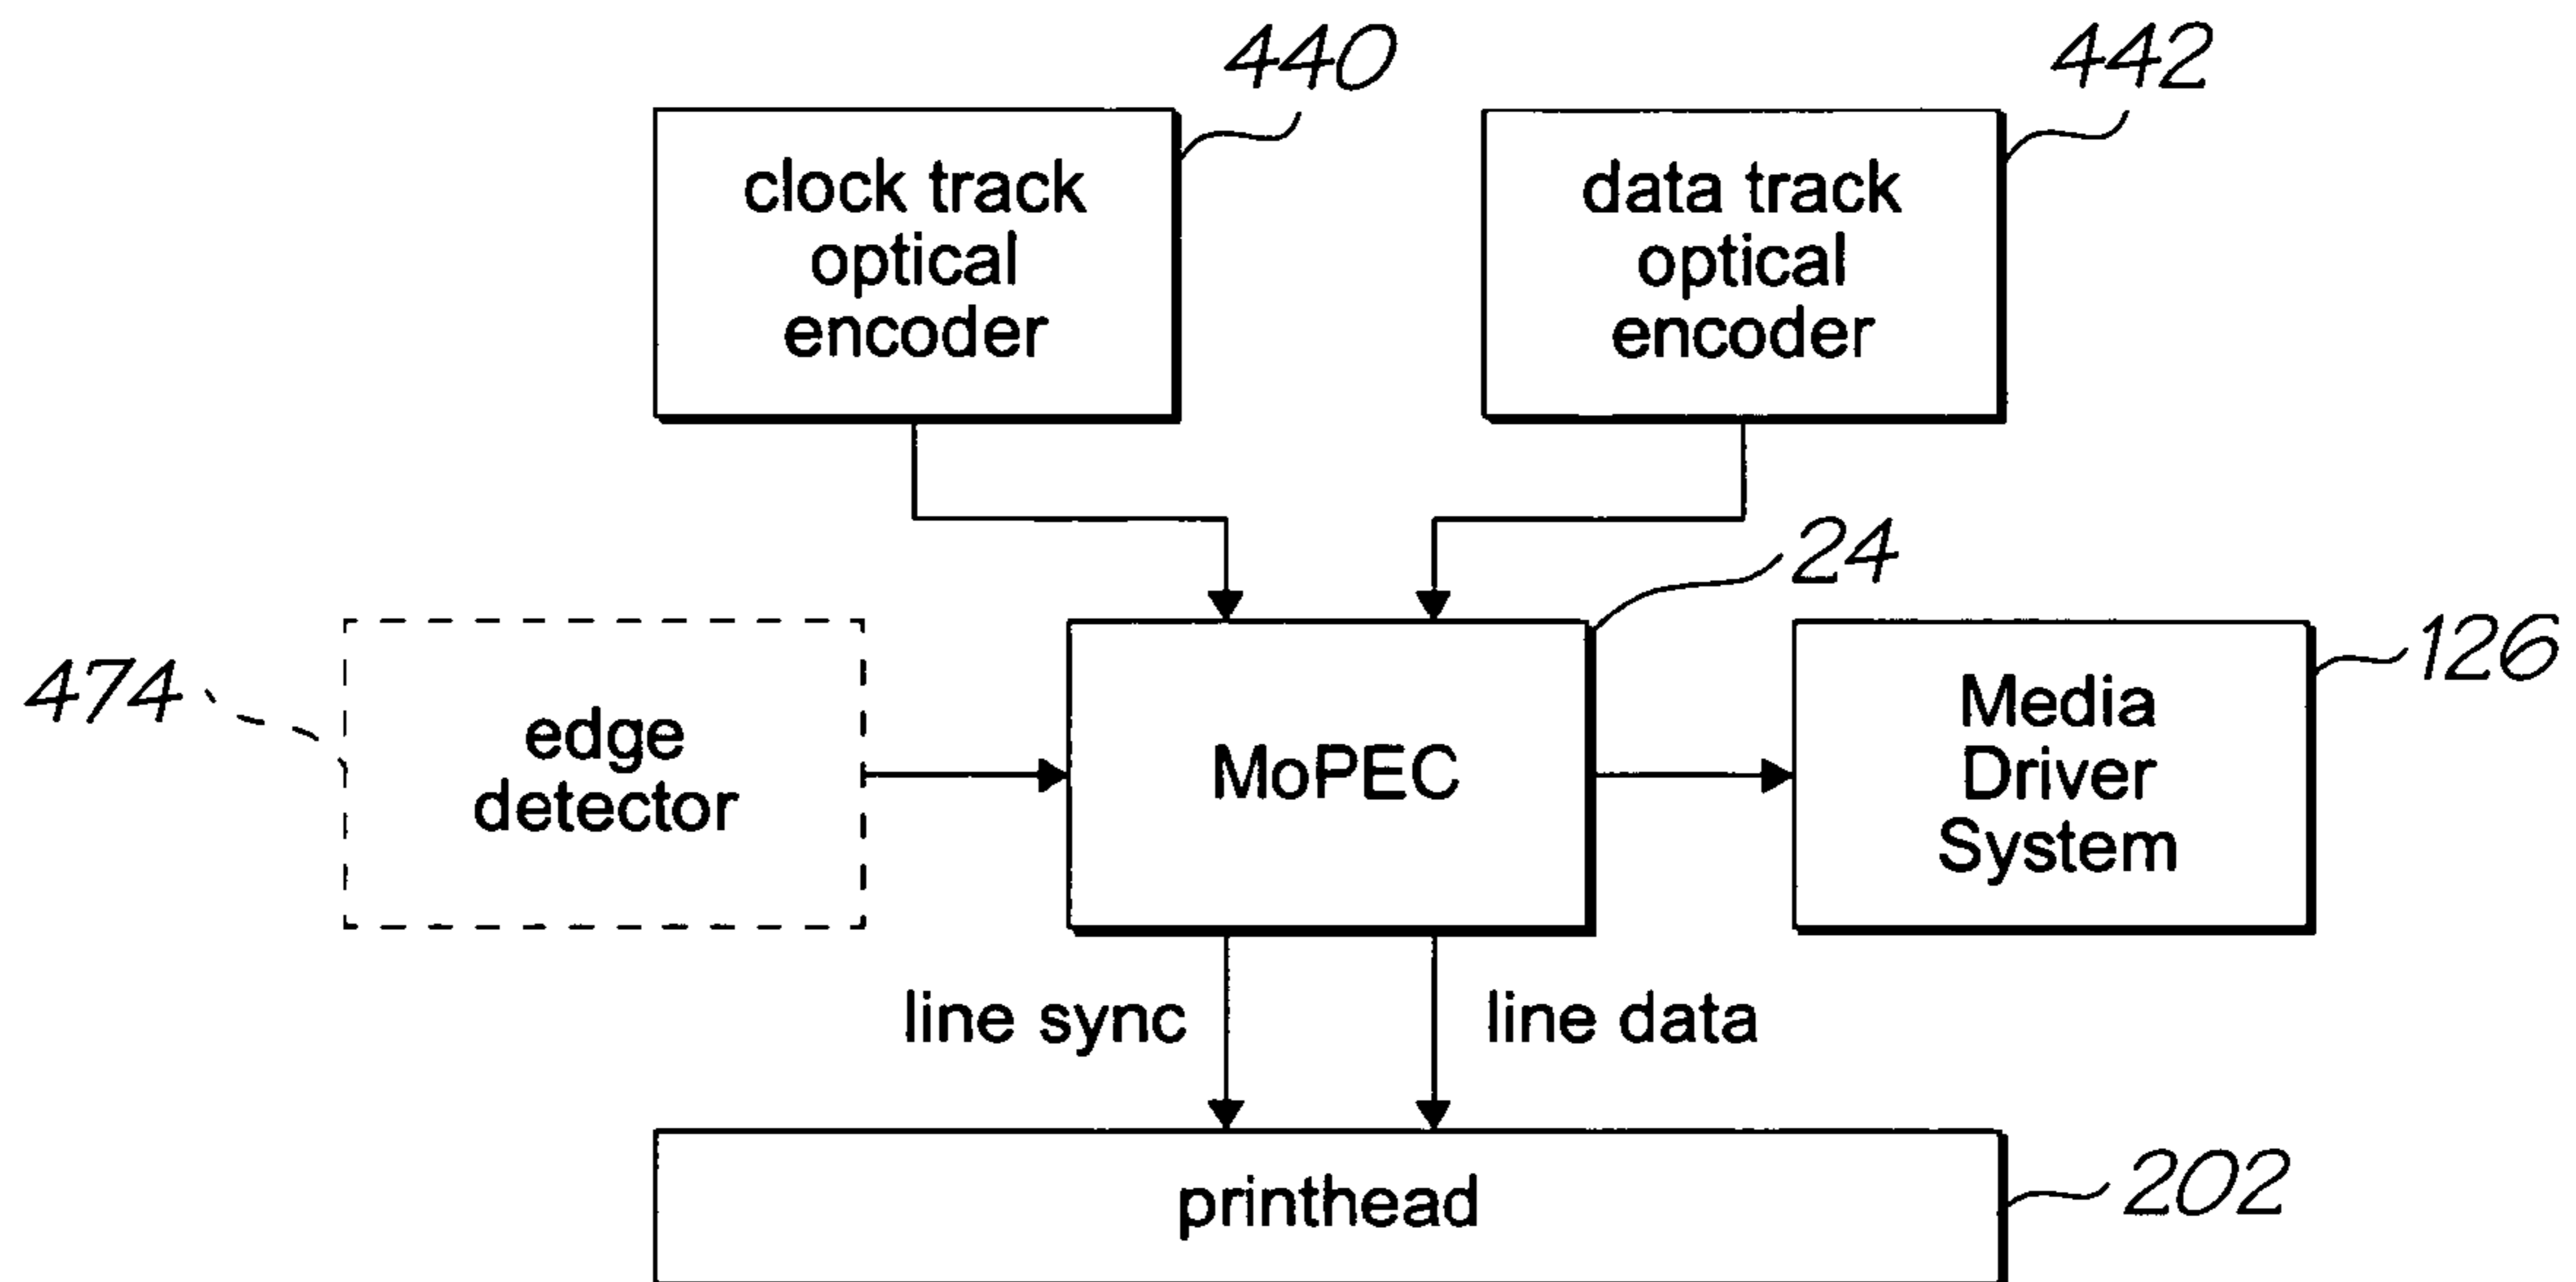 440
442
clock track
optical
encoder
data track
optical
encoder
24
126
474
edge
detector
MoPEC
Media
Driver
System
line sync
line data
printhead
202